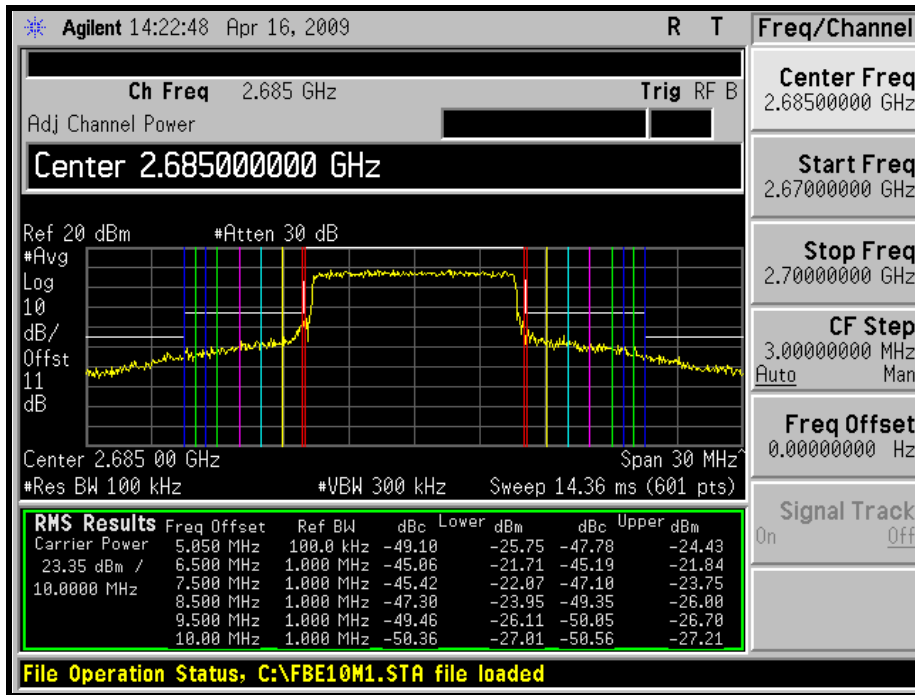 Agilent 14:22:48 Apr 16, 2009 R T
Ch Freq 2.685 GHz Trig RF B
Adj Channel Power
Center 2.685000000 GHz
Ref 20 dBm #Atten 30 dB
#Avg
Log
10
dB/
Offst
11
dB
Center 2.685 00 GHz Span 30 MHz^
#Res BW 100 kHz #VBW 300 kHz Sweep 14.36 ms (601 pts)
RMS Results Freq Offset Ref BW dBc Lower dBm dBc Upper dBm
Carrier Power 5.050 MHz 100.0 kHz -49.10 -25.75 -47.78 -24.43
23.35 dBm / 6.500 MHz 1.000 MHz -45.06 -21.71 -45.19 -21.84
10.0000 MHz 7.500 MHz 1.000 MHz -45.42 -22.07 -47.10 -23.75
8.500 MHz 1.000 MHz -47.30 -23.95 -49.35 -26.00
9.500 MHz 1.000 MHz -49.46 -26.11 -50.05 -26.70
10.00 MHz 1.000 MHz -50.36 -27.01 -50.56 -27.21
File Operation Status, C:\FBE10M1.STA file loaded
Freq/Channel
Center Freq
2.68500000 GHz
Start Freq
2.67000000 GHz
Stop Freq
2.70000000 GHz
CF Step
3.00000000 MHz
Auto Man
Freq Offset
0.00000000 Hz
Signal Track
On Off